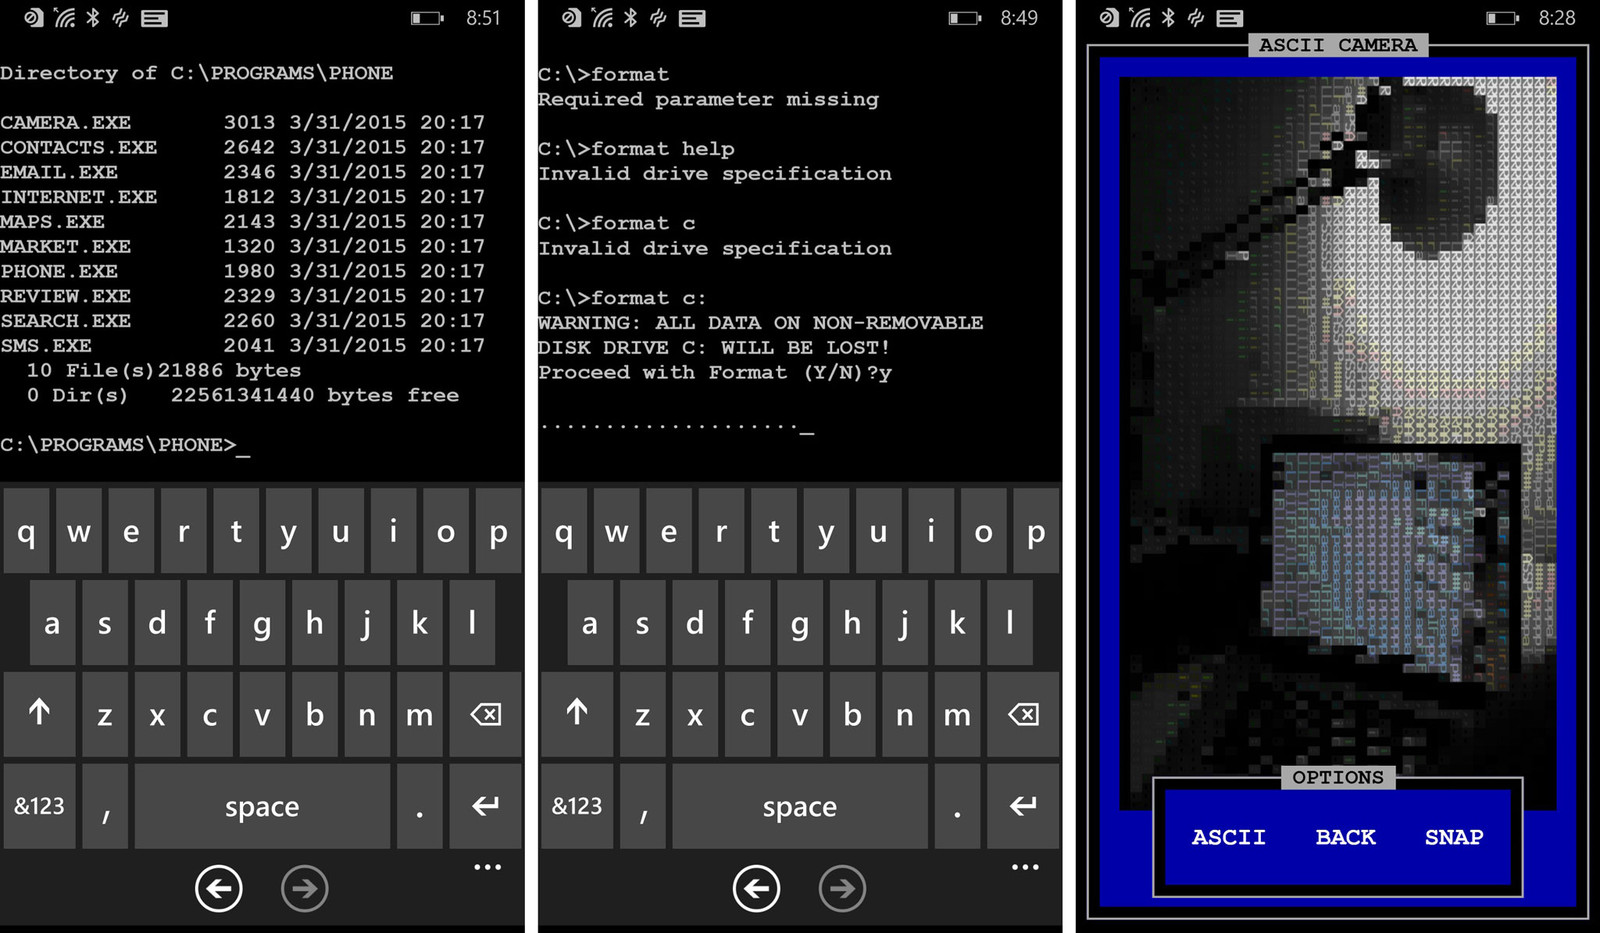 8:51
Directory of C:\PROGRAMS\PHONE
CAMERA.EXE 3013 3/31/2015 20:17
CONTACTS.EXE 2642 3/31/2015 20:17
EMAIL.EXE 2346 3/31/2015 20:17
INTERNET.EXE 1812 3/31/2015 20:17
MAPS.EXE 2143 3/31/2015 20:17
MARKET.EXE 1320 3/31/2015 20:17
PHONE.EXE 1980 3/31/2015 20:17
REVIEW.EXE 2329 3/31/2015 20:17
SEARCH.EXE 2260 3/31/2015 20:17
SMS.EXE 2041 3/31/2015 20:17
10 File(s)21886 bytes
0 Dir(s) 22561341440 bytes free
C:\PROGRAMS\PHONE>_
q w e r t y u i o p
a s d f g h j k l
z x c v b n m
&123 , space .
8:49
C:\>format
Required parameter missing
C:\>format help
Invalid drive specification
C:\>format c
Invalid drive specification
C:\>format c:
WARNING: ALL DATA ON NON-REMOVABLE
DISK DRIVE C: WILL BE LOST!
Proceed with Format (Y/N)?y
...................._
q w e r t y u i o p
a s d f g h j k l
z x c v b n m
&123 , space .
8:28
ASCII CAMERA
OPTIONS
ASCII BACK SNAP